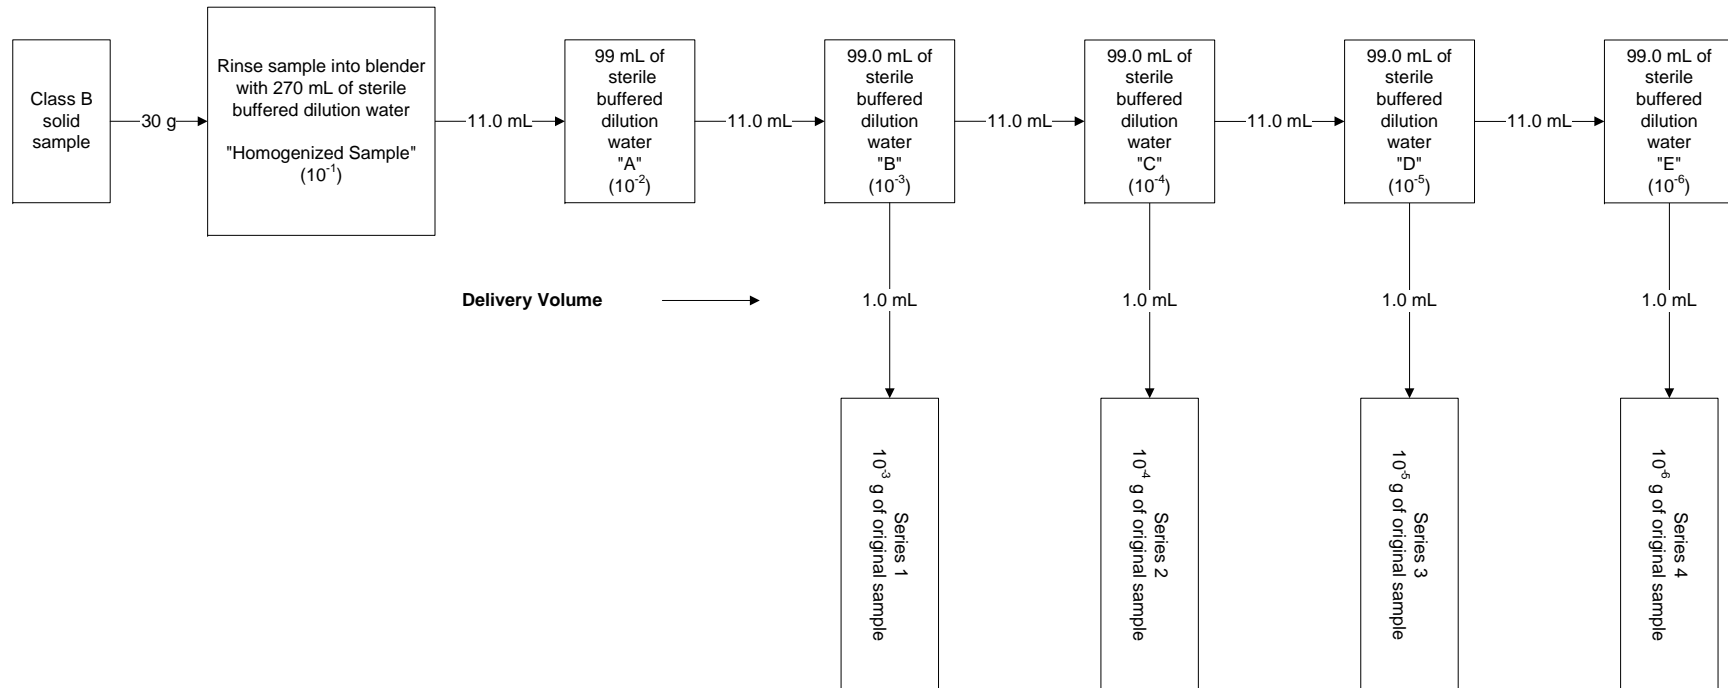 Class B
solid
sample
30 g
Rinse sample into blender
with 270 mL of sterile
buffered dilution water
"Homogenized Sample"
(10⁻¹)
11.0 mL
99 mL of
sterile
buffered
dilution
water
"A"
(10⁻²)
11.0 mL
99.0 mL of
sterile
buffered
dilution
water
"B"
(10⁻³)
11.0 mL
99.0 mL of
sterile
buffered
dilution
water
"C"
(10⁻⁴)
11.0 mL
99.0 mL of
sterile
buffered
dilution
water
"D"
(10⁻⁵)
11.0 mL
99.0 mL of
sterile
buffered
dilution
water
"E"
(10⁻⁶)
Delivery Volume
1.0 mL
1.0 mL
1.0 mL
1.0 mL
Series 1
10⁻³ g of original sample
Series 2
10⁻⁴ g of original sample
Series 3
10⁻⁵ g of original sample
Series 4
10⁻⁶ g of original sample